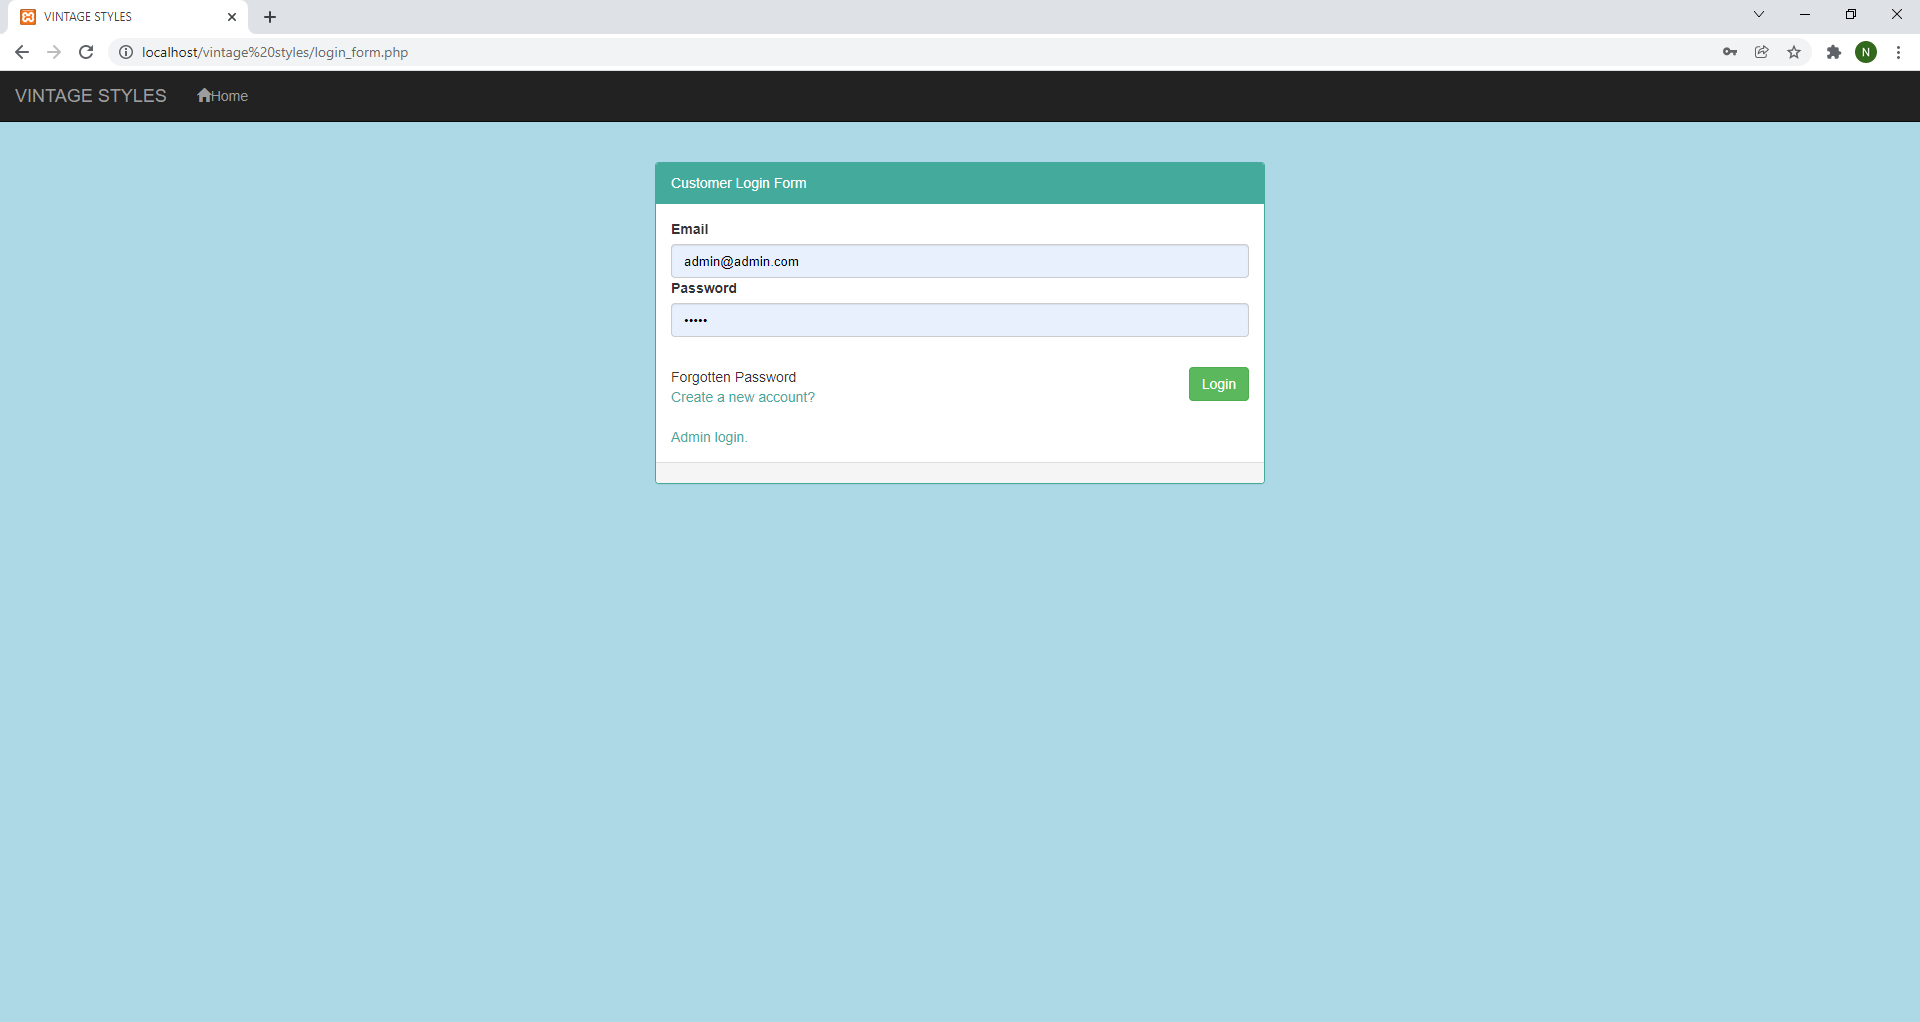 VINTAGE STYLES
localhost/vintage%20styles/login_form.php
N
VINTAGE STYLES Home
Customer Login Form
Email
admin@admin.com
Password
•••••
Forgotten Password
Login
Create a new account?
Admin login.